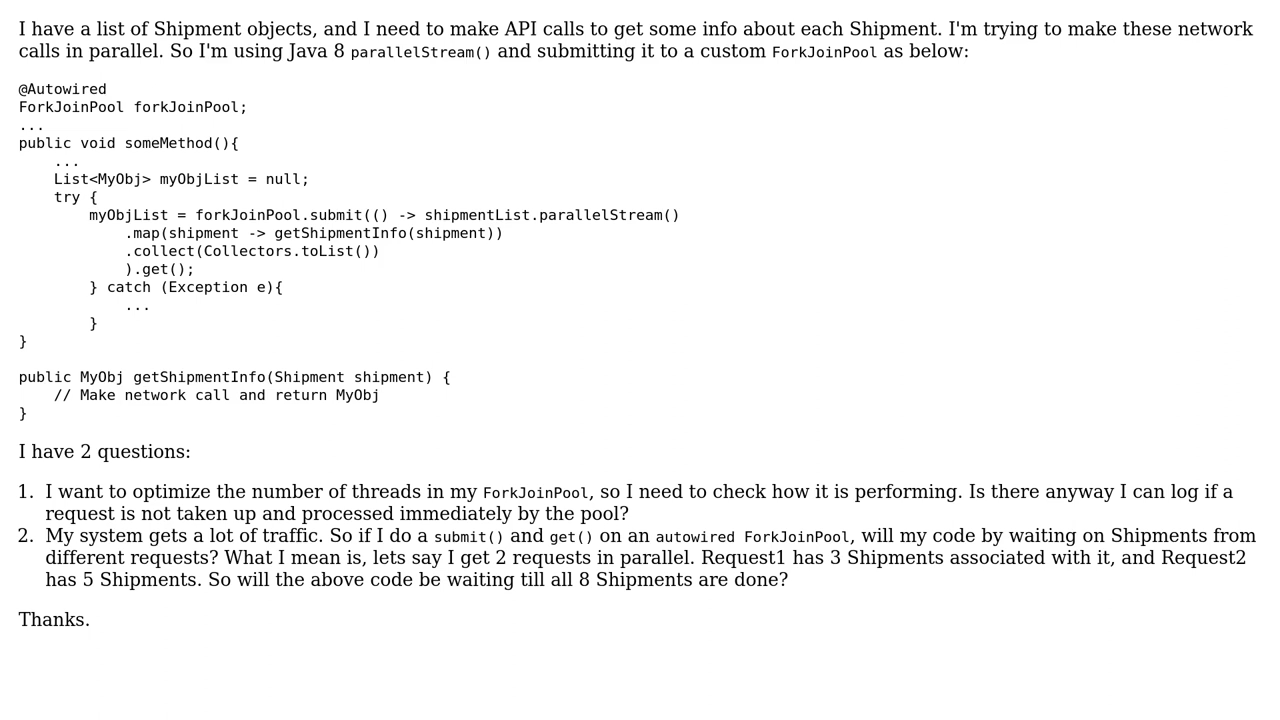 I have a list of Shipment objects, and I need to make API calls to get some info about each Shipment. I'm trying to make these network
calls in parallel. So I'm using Java 8 parallelStream() and submitting it to a custom ForkJoinPool as below:
@Autowired
ForkJoinPool forkJoinPool;
...
public void someMethod(){
    ...
    List<MyObj> myObjList = null;
    try {
        myObjList = forkJoinPool.submit(() -> shipmentList.parallelStream()
            .map(shipment -> getShipmentInfo(shipment))
            .collect(Collectors.toList())
            ).get();
        } catch (Exception e){
            ...
        }
}
public MyObj getShipmentInfo(Shipment shipment) {
    // Make network call and return MyObj
}
I have 2 questions:
1. I want to optimize the number of threads in my ForkJoinPool, so I need to check how it is performing. Is there anyway I can log if a
request is not taken up and processed immediately by the pool?
2. My system gets a lot of traffic. So if I do a submit() and get() on an autowired ForkJoinPool, will my code by waiting on Shipments from
different requests? What I mean is, lets say I get 2 requests in parallel. Request1 has 3 Shipments associated with it, and Request2
has 5 Shipments. So will the above code be waiting till all 8 Shipments are done?
Thanks.